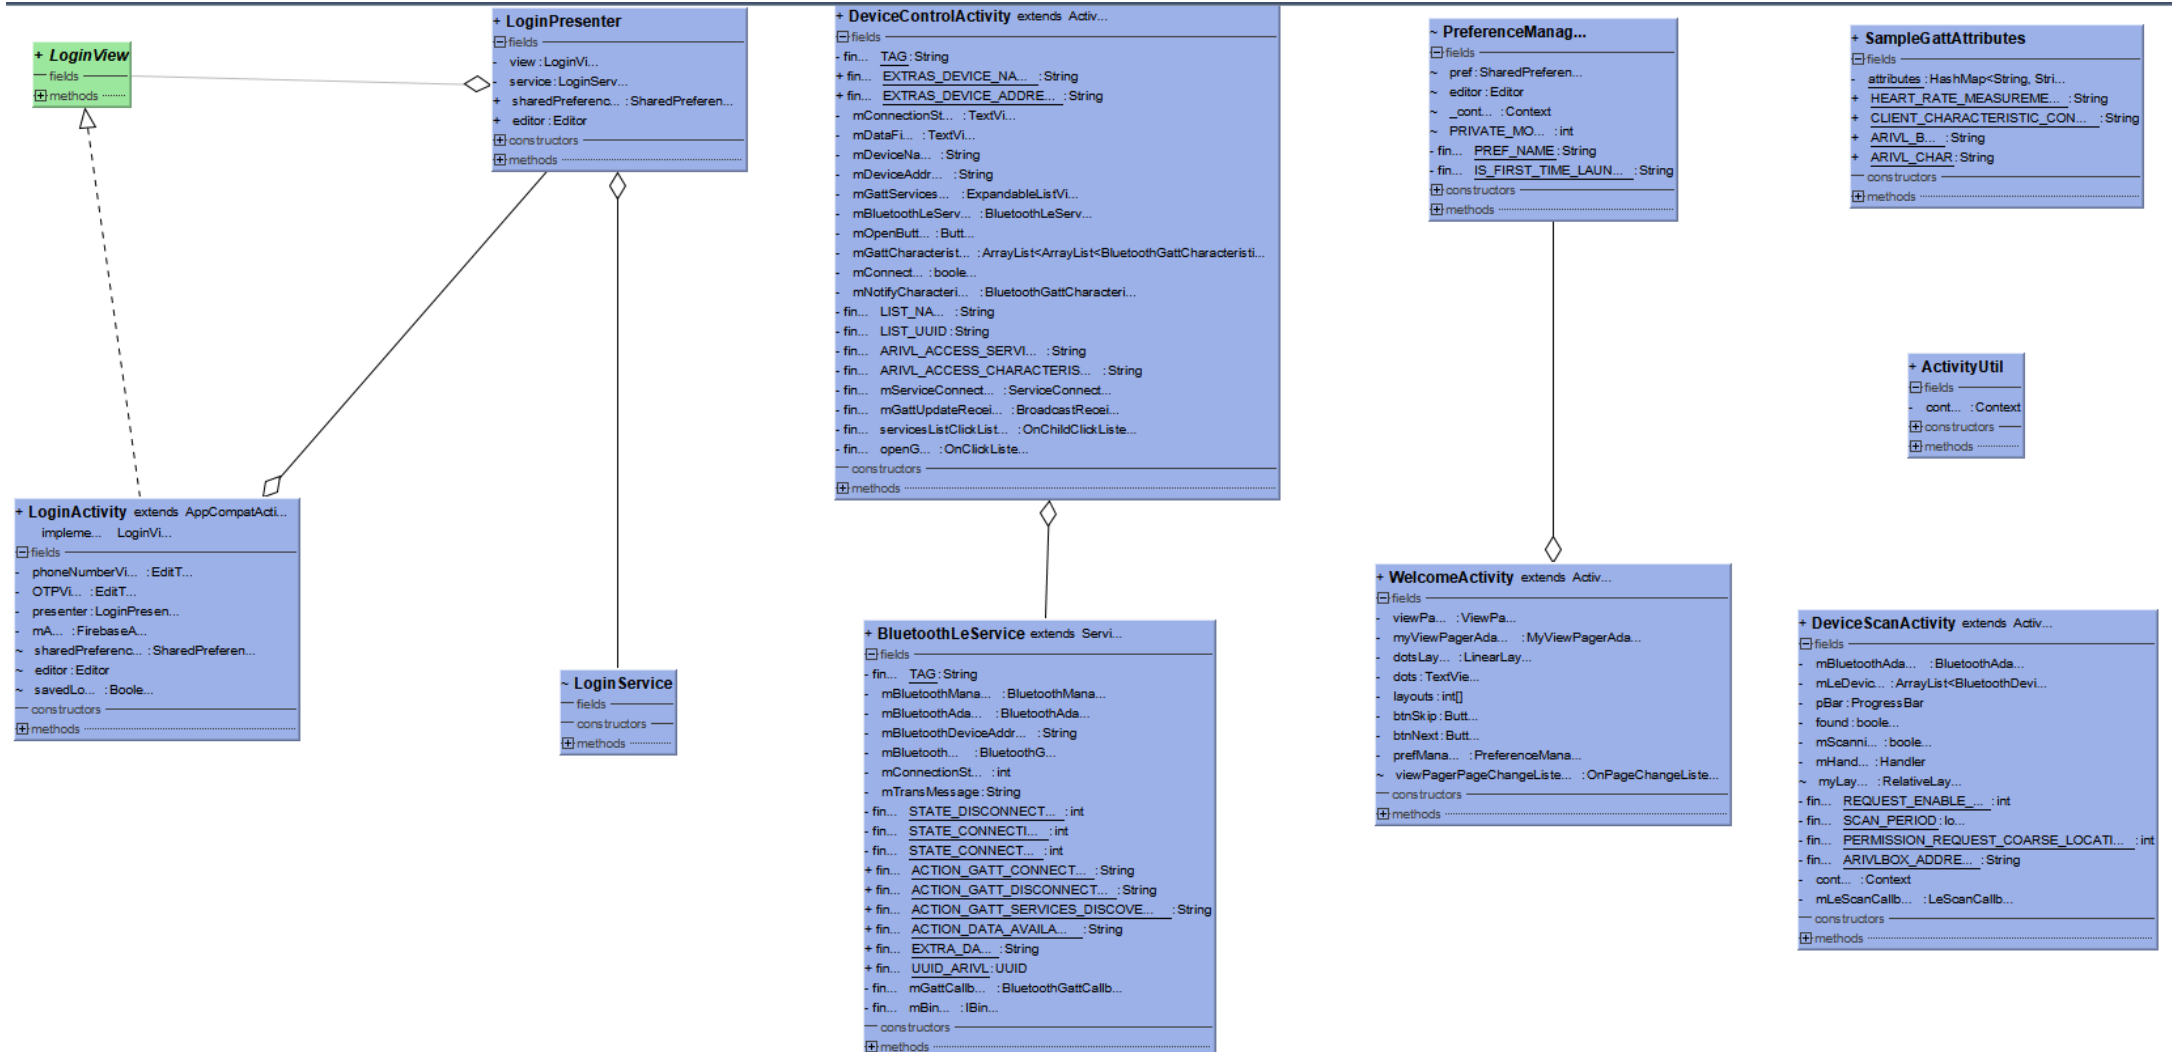 + LoginView
fields
methods
+ LoginPresenter
fields
- view : LoginVi...
- service : LoginServ...
+ sharedPreferenc... : SharedPreferen...
+ editor : Editor
constructors
methods
+ LoginActivity extends AppCompatActi...
impleme... LoginVi...
fields
- phoneNumberVi... : EditT...
- OTPVi... : EditT...
- presenter : LoginPresen...
- mA... : FirebaseA...
~ sharedPreferenc... : SharedPreferen...
~ editor : Editor
~ savedLo... : Boole...
constructors
methods
~ LoginService
fields
constructors
methods
+ DeviceControlActivity extends Activ...
fields
- fin... TAG : String
+ fin... EXTRAS_DEVICE_NA... : String
+ fin... EXTRAS_DEVICE_ADDRE... : String
- mConnectionSt... : TextVi...
- mDataFi... : TextVi...
- mDeviceNa... : String
- mDeviceAddr... : String
- mGattServices... : ExpandableListVi...
- mBluetoothLeServ... : BluetoothLeServ...
- mOpenButt... : Butt...
- mGattCharacterist... : ArrayList<ArrayList<BluetoothGattCharacteristi...
- mConnect... : boole...
- mNotifyCharacteri... : BluetoothGattCharacteri...
- fin... LIST_NA... : String
- fin... LIST_UUID : String
- fin... ARIVL_ACCESS_SERVI... : String
- fin... ARIVL_ACCESS_CHARACTERIS... : String
- fin... mServiceConnect... : ServiceConnect...
- fin... mGattUpdateRecei... : BroadcastRecei...
- fin... servicesListClickList... : OnChildClickListe...
- fin... openG... : OnClickListe...
constructors
methods
+ BluetoothLeService extends Servi...
fields
- fin... TAG : String
- mBluetoothMana... : BluetoothMana...
- mBluetoothAda... : BluetoothAda...
- mBluetoothDeviceAddr... : String
- mBluetooth... : BluetoothG...
- mConnectionSt... : int
- mTransMessage : String
- fin... STATE_DISCONNECT... : int
- fin... STATE_CONNECTI... : int
- fin... STATE_CONNECT... : int
+ fin... ACTION_GATT_CONNECT... : String
+ fin... ACTION_GATT_DISCONNECT... : String
+ fin... ACTION_GATT_SERVICES_DISCOVE... : String
+ fin... ACTION_DATA_AVAILA... : String
+ fin... EXTRA_DA... : String
+ fin... UUID_ARIVL : UUID
- fin... mGattCallb... : BluetoothGattCallb...
- fin... mBin... : IBin...
constructors
methods
~ PreferenceManag...
fields
~ pref : SharedPreferen...
~ editor : Editor
~ _cont... : Context
~ PRIVATE_MO... : int
- fin... PREF_NAME : String
- fin... IS_FIRST_TIME_LAUN... : String
constructors
methods
+ WelcomeActivity extends Activ...
fields
- viewPa... : ViewPa...
- myViewPagerAda... : MyViewPagerAda...
- dotsLay... : LinearLay...
- dots : TextVie...
- layouts : int[]
- btnSkip : Butt...
- btnNext : Butt...
- prefMana... : PreferenceMana...
~ viewPagerPageChangeListe... : OnPageChangeListe...
constructors
methods
+ SampleGattAttributes
fields
- attributes : HashMap<String, Stri...
+ HEART_RATE_MEASUREME... : String
+ CLIENT_CHARACTERISTIC_CON... : String
+ ARIVL_B... : String
+ ARIVL_CHAR : String
constructors
methods
+ ActivityUtil
fields
- cont... : Context
constructors
methods
+ DeviceScanActivity extends Activ...
fields
- mBluetoothAda... : BluetoothAda...
- mLeDevic... : ArrayList<BluetoothDevi...
- pBar : ProgressBar
- found : boole...
- mScanni... : boole...
- mHand... : Handler
~ myLay... : RelativeLay...
- fin... REQUEST_ENABLE_... : int
- fin... SCAN_PERIOD : lo...
- fin... PERMISSION_REQUEST_COARSE_LOCATI... : int
- fin... ARIVLBOX_ADDRE... : String
- cont... : Context
- mLeScanCallb... : LeScanCallb...
constructors
methods